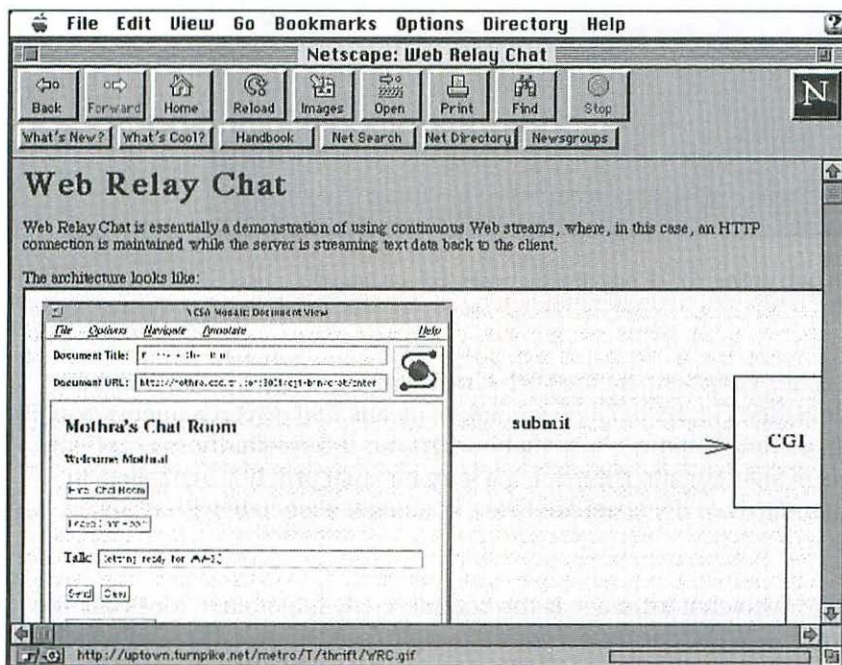 File Edit View Go Bookmarks Options Directory Help
Netscape: Web Relay Chat
Back Forward Home Reload Images Open Print Find Stop
N
What's New? What's Cool? Handbook Net Search Net Directory Newsgroups
Web Relay Chat
Web Relay Chat is essentially a demonstration of using continuous Web streams, where, in this case, an HTTP
connection is maintained while the server is streaming text data back to the client.
The architecture looks like:
NCSA Mosaic: Document View
File Options Navigate Annotate Help
Document Title:
Document URL:
Mothra's Chat Room
Welcome Mothra!
Chat Room
Talk: getting ready for
Send
submit
CGI
http://uptown.turnpike.net/metro/T/thrift/WRC.gif